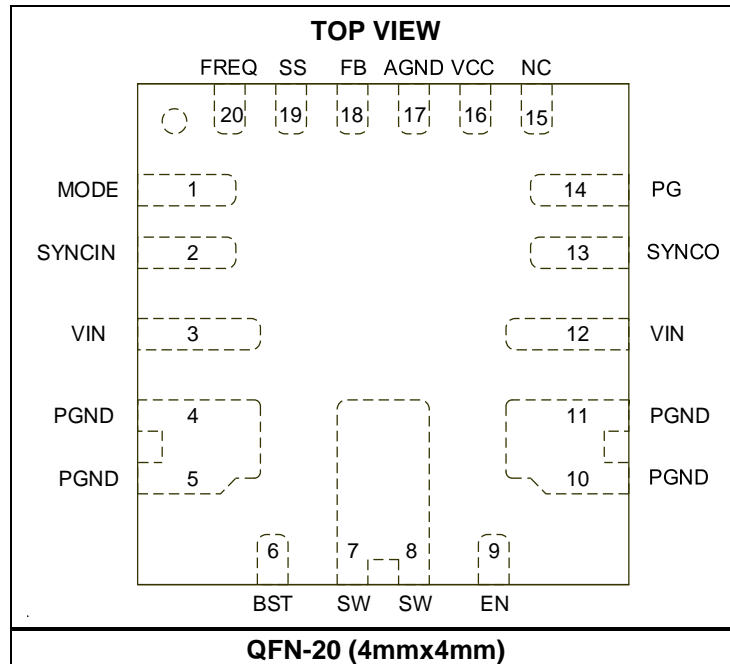 TOP VIEW
FREQ SS FB AGND VCC NC
20 19 18 17 16 15
MODE 1 14 PG
SYNCIN 2 13 SYNCO
VIN 3 12 VIN
PGND 4 11 PGND
PGND 5 10 PGND
6 7 8 9
BST SW SW EN
QFN-20 (4mmx4mm)